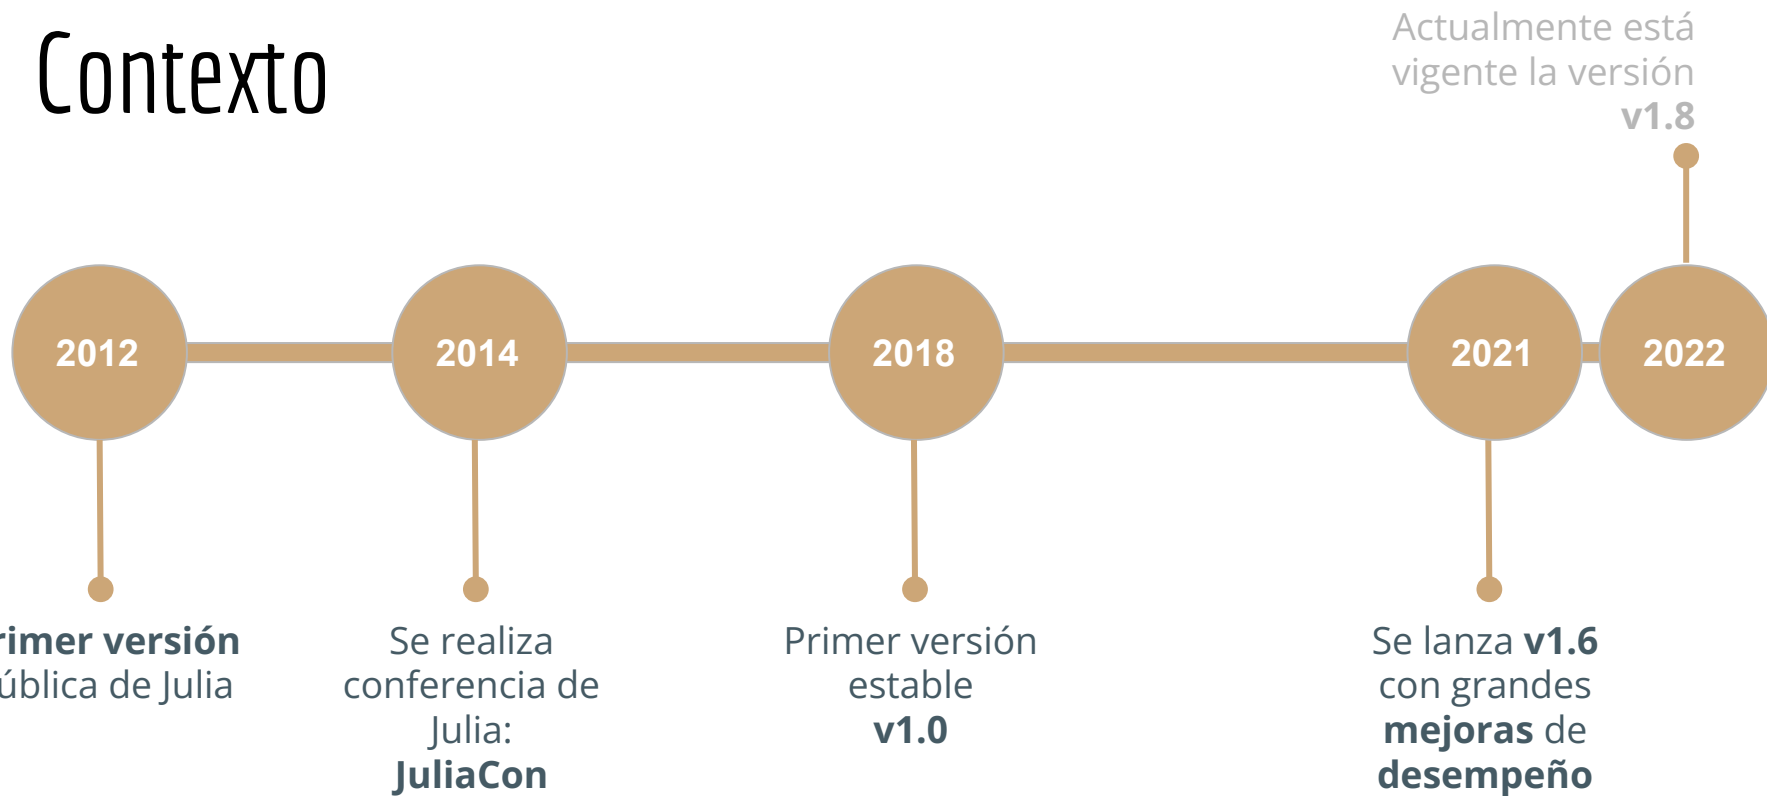 Contexto
Actualmente está
vigente la versión
v1.8
2012
2014
2018
2021
2022
rimer versión
ública de Julia
Se realiza
conferencia de
Julia:
JuliaCon
Primer versión
estable
v1.0
Se lanza v1.6
con grandes
mejoras de
desempeño